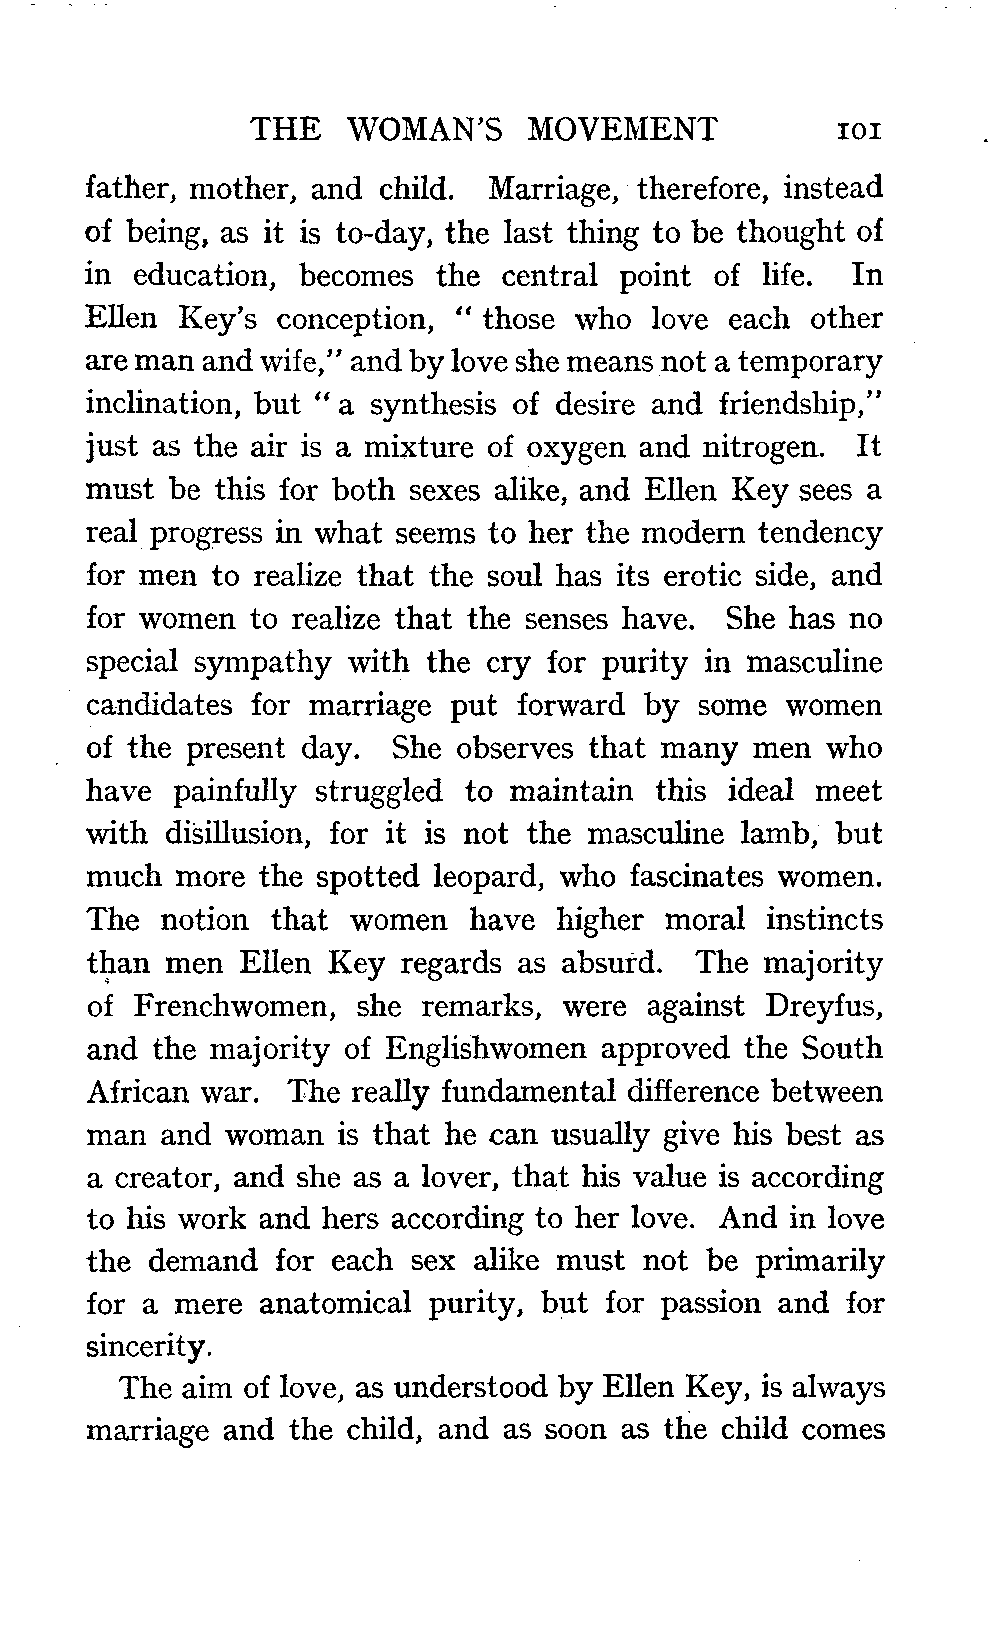 THE WOMAN'S MOVEMENT 101
father, mother, and child. Marriage, therefore, instead
of being, as it is to-day, the last thing to be thought of
in education, becomes the central point of life. In
Ellen Key's conception, " those who love each other
are man and wife," and by love she means not a temporary
inclination, but " a synthesis of desire and friendship,"
just as the air is a mixture of oxygen and nitrogen. It
must be this for both sexes alike, and Ellen Key sees a
real progress in what seems to her the modern tendency
for men to realize that the soul has its erotic side, and
for women to realize that the senses have. She has no
special sympathy with the cry for purity in masculine
candidates for marriage put forward by some women
of the present day. She observes that many men who
have painfully struggled to maintain this ideal meet
with disillusion, for it is not the masculine lamb, but
much more the spotted leopard, who fascinates women.
The notion that women have higher moral instincts
than men Ellen Key regards as absurd. The majority
of Frenchwomen, she remarks, were against Dreyfus,
and the majority of Englishwomen approved the South
African war. The really fundamental difference between
man and woman is that he can usually give his best as
a creator, and she as a lover, that his value is according
to his work and hers according to her love. And in love
the demand for each sex alike must not be primarily
for a mere anatomical purity, but for passion and for
sincerity.
The aim of love, as understood by Ellen Key, is always
marriage and the child, and as soon as the child comes